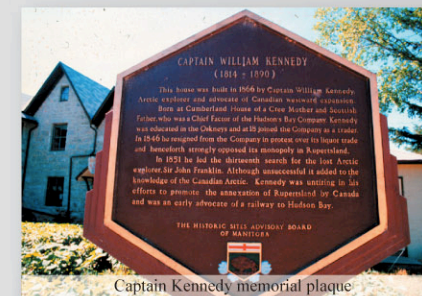 CAPTAIN WILLIAM KENNEDY
(1814 - 1890)
This house was built in 1866 by Captain William Kennedy,
Arctic explorer and advocate of Canadian westward expansion.
Born at Cumberland House of a Cree Mother and Scottish
Father, who was a Chief Factor of the Hudson's Bay Company, Kennedy
was educated in the Orkneys and at 18 joined the Company as a trader.
In 1846 he resigned from the Company in protest over its liquor trade
and henceforth strongly opposed its monopoly in Rupertsland.
In 1851 he led the thirteenth search for the lost Arctic
explorer, Sir John Franklin. Although unsuccessful it added to the
knowledge of the Canadian Arctic. Kennedy was untiring in his
efforts to promote the annexation of Rupertsland by Canada
and was an early advocate of a railway to Hudson Bay.
THE HISTORIC SITES ADVISORY BOARD
OF MANITOBA
Captain Kennedy memorial plaque